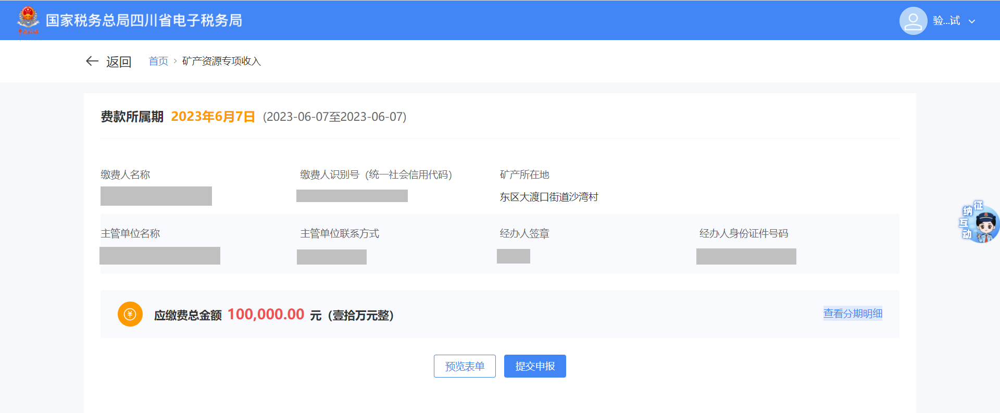 国家税务总局四川省电子税务局
验...试
返回 首页 > 矿产资源专项收入
费款所属期 2023年6月7日 (2023-06-07至2023-06-07)
缴费人名称 缴费人识别号 (统一社会信用代码) 矿产所在地
东区大渡口街道沙湾村
征纳互动
主管单位名称 主管单位联系方式 经办人签章 经办人身份证件号码
¥ 应缴费总金额 100,000.00 元 (壹拾万元整) 查看分期明细
预览表单 提交申报